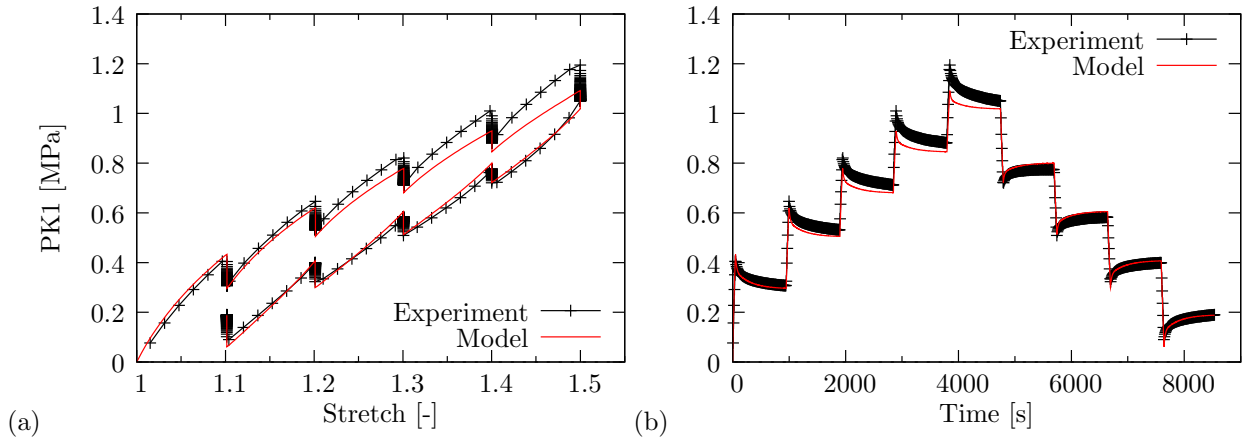 1.4
1.2
1
0.8
0.6
0.4
0.2
0
PK1 [MPa]
Experiment
Model
1 1.1 1.2 1.3 1.4 1.5
Stretch [-]
(a)
1.4
1.2
1
0.8
0.6
0.4
0.2
0
Experiment
Model
0 2000 4000 6000 8000
Time [s]
(b)